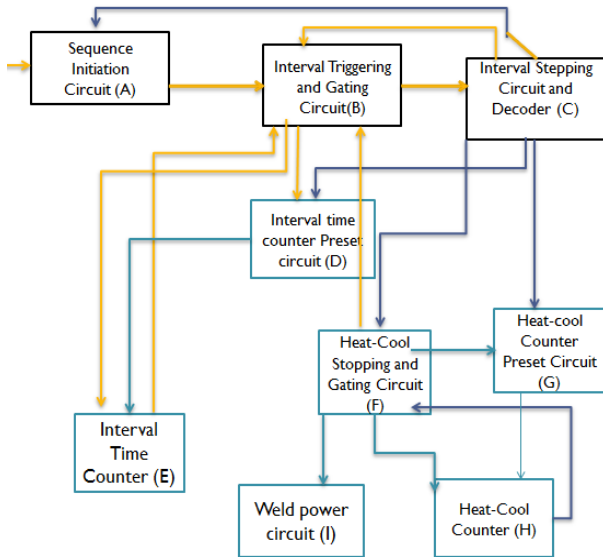 Sequence
Initiation
Circuit (A)
Interval Triggering
and Gating
Circuit(B)
Interval Stepping
Circuit and
Decoder (C)
Interval time
counter Preset
circuit (D)
Heat-Cool
Stopping and
Gating Circuit
(F)
Heat-cool
Counter
Preset Circuit
(G)
Interval
Time
Counter (E)
Weld power
circuit (I)
Heat-Cool
Counter (H)